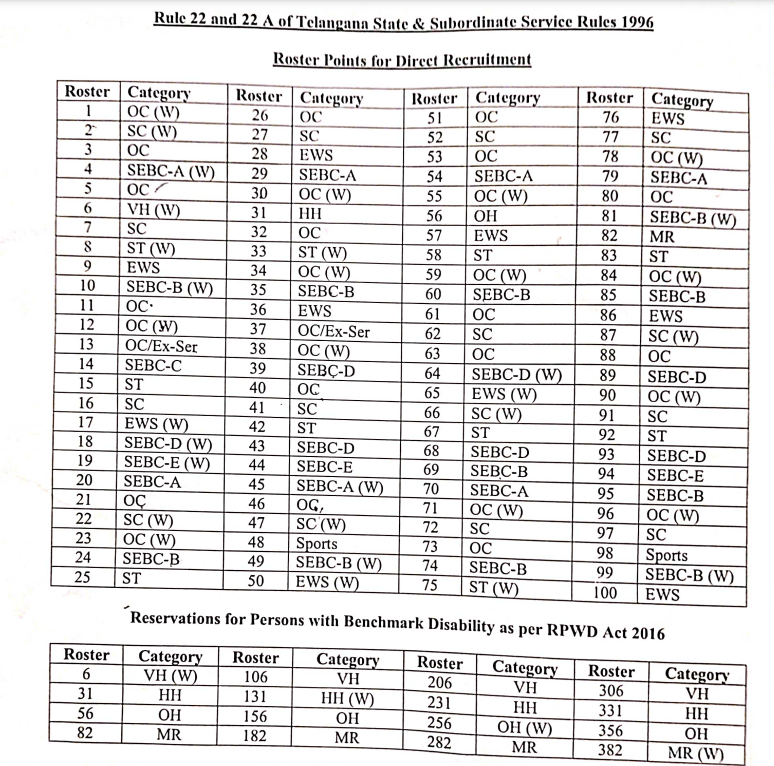 Rule 22 and 22 A of Telangana State & Subordinate Service Rules 1996
Roster Points for Direct Recruitment
Roster Category Roster Category Roster Category Roster Category
1 OC (W) 26 OC 51 OC 76 EWS
2 SC (W) 27 SC 52 SC 77 SC
3 OC 28 EWS 53 OC 78 OC (W)
4 SEBC-A (W) 29 SEBC-A 54 SEBC-A 79 SEBC-A
5 OC 30 OC (W) 55 OC (W) 80 OC
6 VH (W) 31 HH 56 OH 81 SEBC-B (W)
7 SC 32 OC 57 EWS 82 MR
8 ST (W) 33 ST (W) 58 ST 83 ST
9 EWS 34 OC (W) 59 OC (W) 84 OC (W)
10 SEBC-B (W) 35 SEBC-B 60 SEBC-B 85 SEBC-B
11 OC 36 EWS 61 OC 86 EWS
12 OC (W) 37 OC/Ex-Ser 62 SC 87 SC (W)
13 OC/Ex-Ser 38 OC (W) 63 OC 88 OC
14 SEBC-C 39 SEBC-D 64 SEBC-D (W) 89 SEBC-D
15 ST 40 OC 65 EWS (W) 90 OC (W)
16 SC 41 SC 66 SC (W) 91 SC
17 EWS (W) 42 ST 67 ST 92 ST
18 SEBC-D (W) 43 SEBC-D 68 SEBC-D 93 SEBC-D
19 SEBC-E (W) 44 SEBC-E 69 SEBC-B 94 SEBC-E
20 SEBC-A 45 SEBC-A (W) 70 SEBC-A 95 SEBC-B
21 OC 46 OC 71 OC (W) 96 OC (W)
22 SC (W) 47 SC (W) 72 SC 97 SC
23 OC (W) 48 Sports 73 OC 98 Sports
24 SEBC-B 49 SEBC-B (W) 74 SEBC-B 99 SEBC-B (W)
25 ST 50 EWS (W) 75 ST (W) 100 EWS
Reservations for Persons with Benchmark Disability as per RPWD Act 2016
Roster Category Roster Category Roster Category Roster Category
6 VH (W) 106 VH 206 VH 306 VH
31 HH 131 HH (W) 231 HH 331 HH
56 OH 156 OH 256 OH (W) 356 OH
82 MR 182 MR 282 MR 382 MR (W)